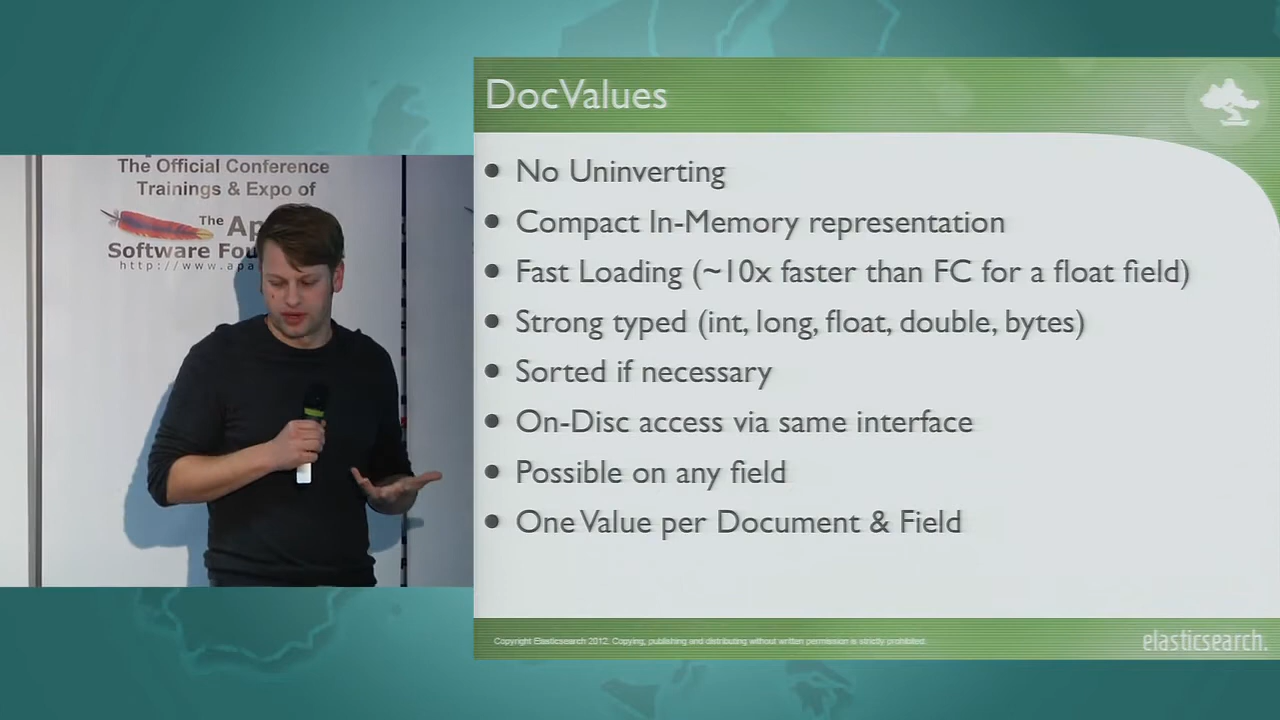 The Official Conference
Trainings & Expo of
The Ap
Software Fou
http://www.apa
DocValues
No Uninverting
Compact In-Memory representation
Fast Loading (~10x faster than FC for a float field)
Strong typed (int, long, float, double, bytes)
Sorted if necessary
On-Disc access via same interface
Possible on any field
One Value per Document & Field
Copyright Elasticsearch 2012. Copying, publishing and distributing without written permission is strictly prohibited.
elasticsearch.